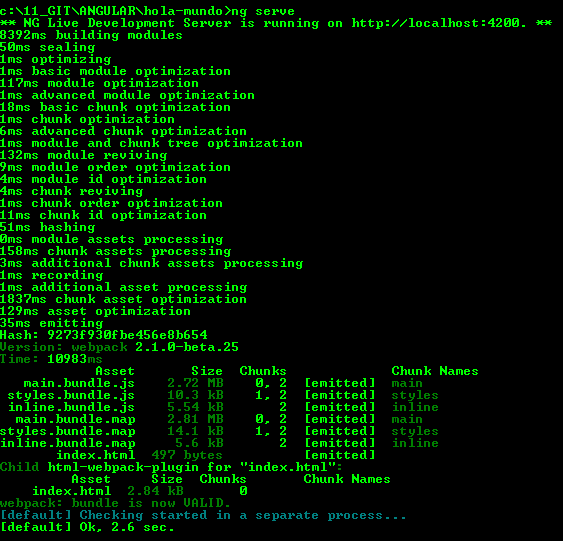 c:\11_GIT\ANGULAR\hola-mundo>ng serve
** NG Live Development Server is running on http://localhost:4200. **
8392ms building modules
50ms sealing
1ms optimizing
1ms basic module optimization
117ms module optimization
1ms advanced module optimization
18ms basic chunk optimization
1ms chunk optimization
6ms advanced chunk optimization
1ms module and chunk tree optimization
132ms module reviving
9ms module order optimization
4ms module id optimization
4ms chunk reviving
1ms chunk order optimization
11ms chunk id optimization
51ms hashing
0ms module assets processing
158ms chunk assets processing
3ms additional chunk assets processing
1ms recording
1ms additional asset processing
1837ms chunk asset optimization
129ms asset optimization
35ms emitting
Hash: 9273f930fbe456e8b654
Version: webpack 2.1.0-beta.25
Time: 10983ms
Asset Size Chunks Chunk Names
main.bundle.js 2.72 MB 0, 2 [emitted] main
styles.bundle.js 10.3 kB 1, 2 [emitted] styles
inline.bundle.js 5.54 kB 2 [emitted] inline
main.bundle.map 2.81 MB 0, 2 [emitted] main
styles.bundle.map 14.1 kB 1, 2 [emitted] styles
inline.bundle.map 5.6 kB 2 [emitted] inline
index.html 497 bytes [emitted]
Child html-webpack-plugin for "index.html":
Asset Size Chunks Chunk Names
index.html 2.84 kB 0
webpack: bundle is now VALID.
[default] Checking started in a separate process...
[default] Ok, 2.6 sec.